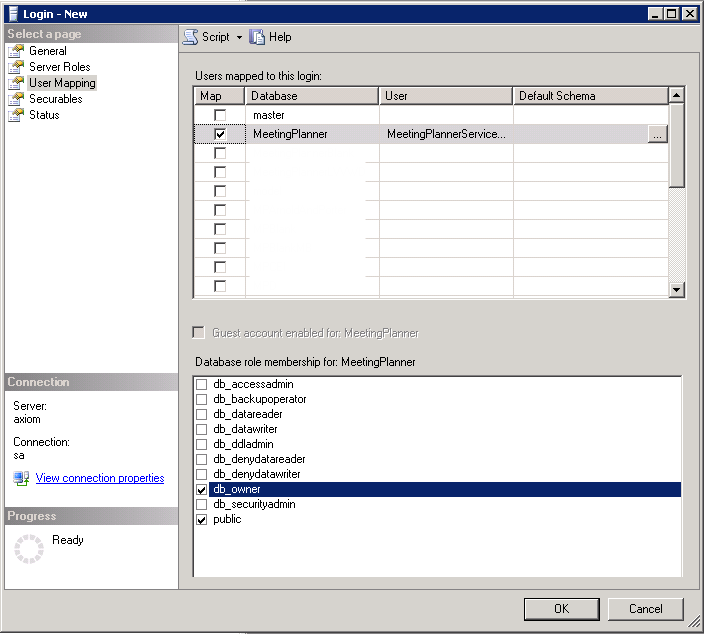 Login - New
Select a page
General
Server Roles
User Mapping
Securables
Status
Script
Help
Users mapped to this login:
Map Database User Default Schema
master
MeetingPlanner MeetingPlannerService... ...
Guest account enabled for: MeetingPlanner
Database role membership for: MeetingPlanner
db_accessadmin
db_backupoperator
db_datareader
db_datawriter
db_ddladmin
db_denydatareader
db_denydatawriter
db_owner
db_securityadmin
public
Connection
Server:
axiom
Connection:
sa
View connection properties
Progress
Ready
OK
Cancel